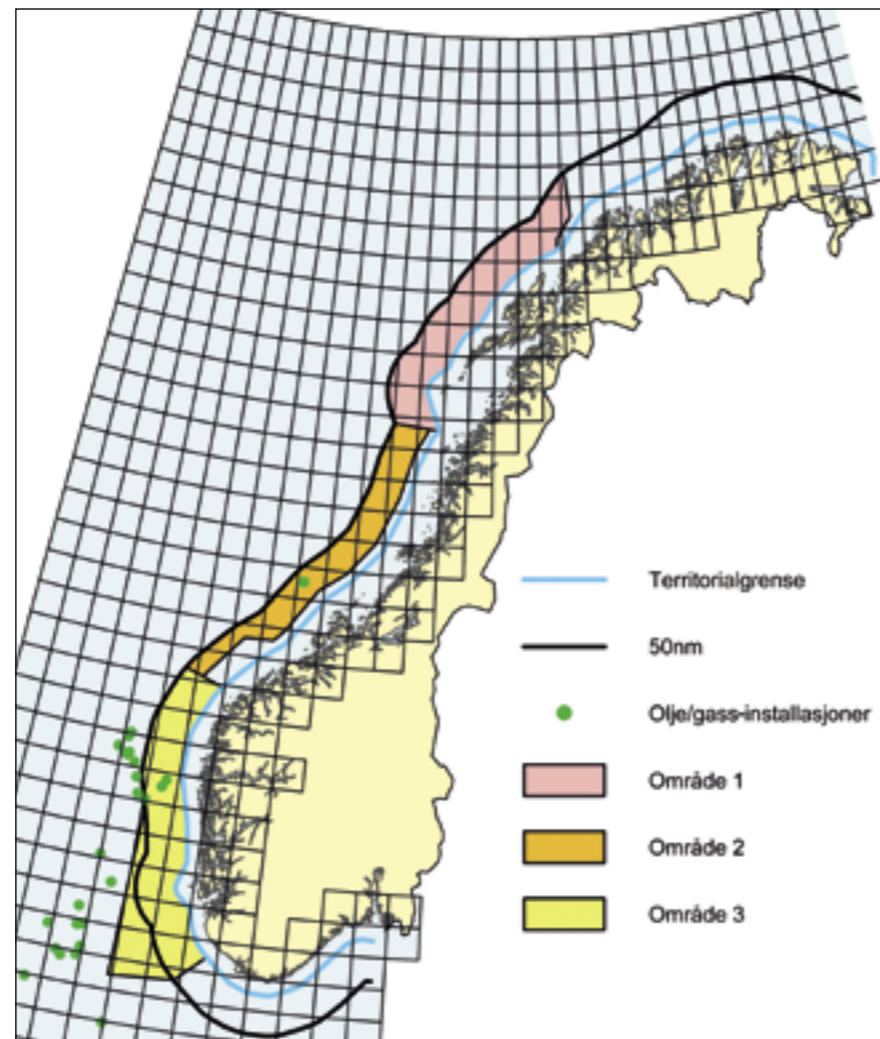 Territorialgrense
50nm
Olje/gass-installasjoner
Område 1
Område 2
Område 3